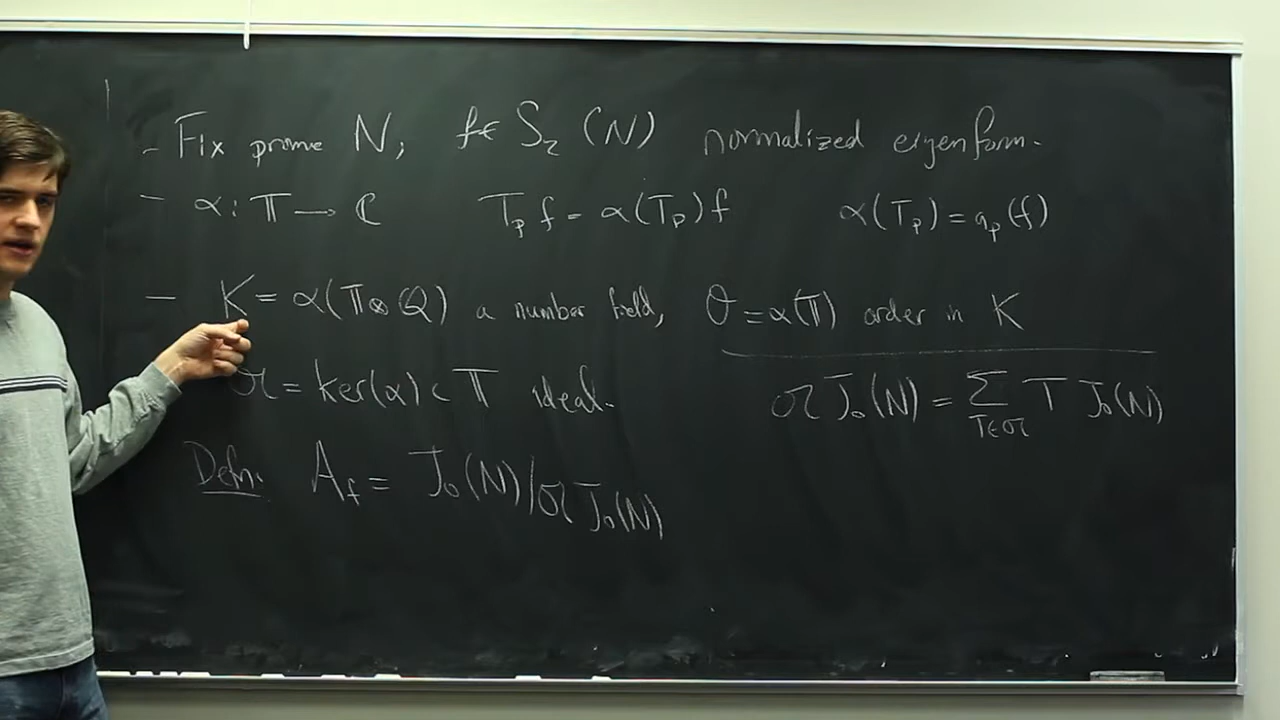 - Fix prime N, f ∈ S₂(N) normalized eigenform.
- α: 𝕋 → ℂ  T_p f = α(T_p) f  α(T_p) = a_p(f)
- K = α(𝕋 ⊗ ℚ) a number field, 𝒪 = α(𝕋) order in K
𝔞 = ker(α) ⊂ 𝕋 ideal.  𝔞 J₀(N) = Σ_{T∈𝔞} T J₀(N)
Defn: A_f = J₀(N)/𝔞 J₀(N)